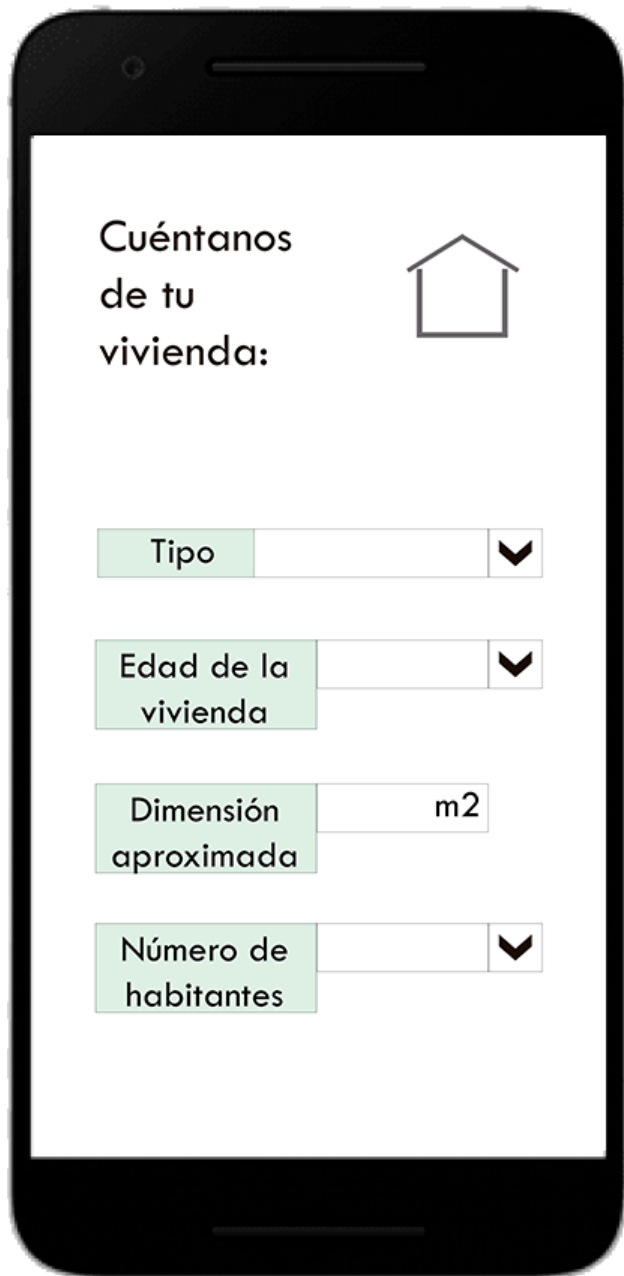 Cuéntanos
de tu
vivienda:
Tipo
Edad de la
vivienda
Dimensión
aproximada
m2
Número de
habitantes